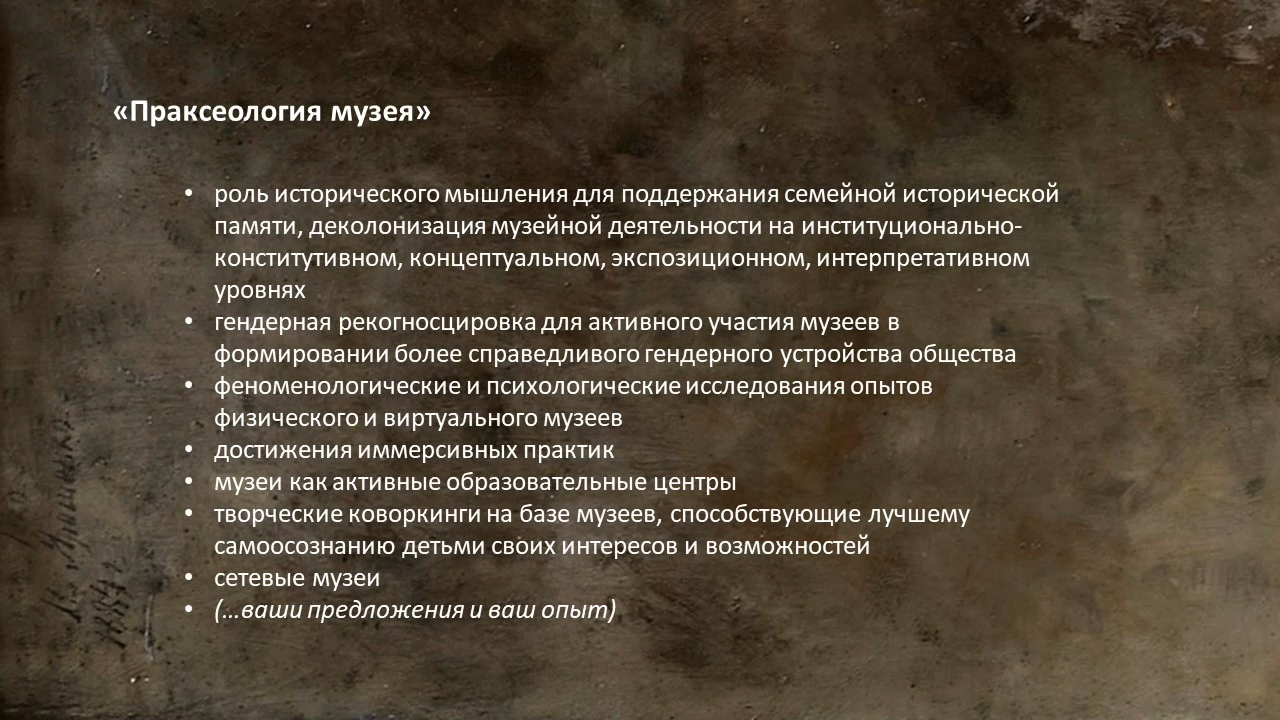 «Праксеология музея»
• роль исторического мышления для поддержания семейной исторической
памяти, деколонизация музейной деятельности на институционально-
конститутивном, концептуальном, экспозиционном, интерпретативном
уровнях
• гендерная рекогносцировка для активного участия музеев в
формировании более справедливого гендерного устройства общества
• феноменологические и психологические исследования опытов
физического и виртуального музеев
• достижения иммерсивных практик
• музеи как активные образовательные центры
• творческие коворкинги на базе музеев, способствующие лучшему
самоосознанию детьми своих интересов и возможностей
• сетевые музеи
• (…ваши предложения и ваш опыт)